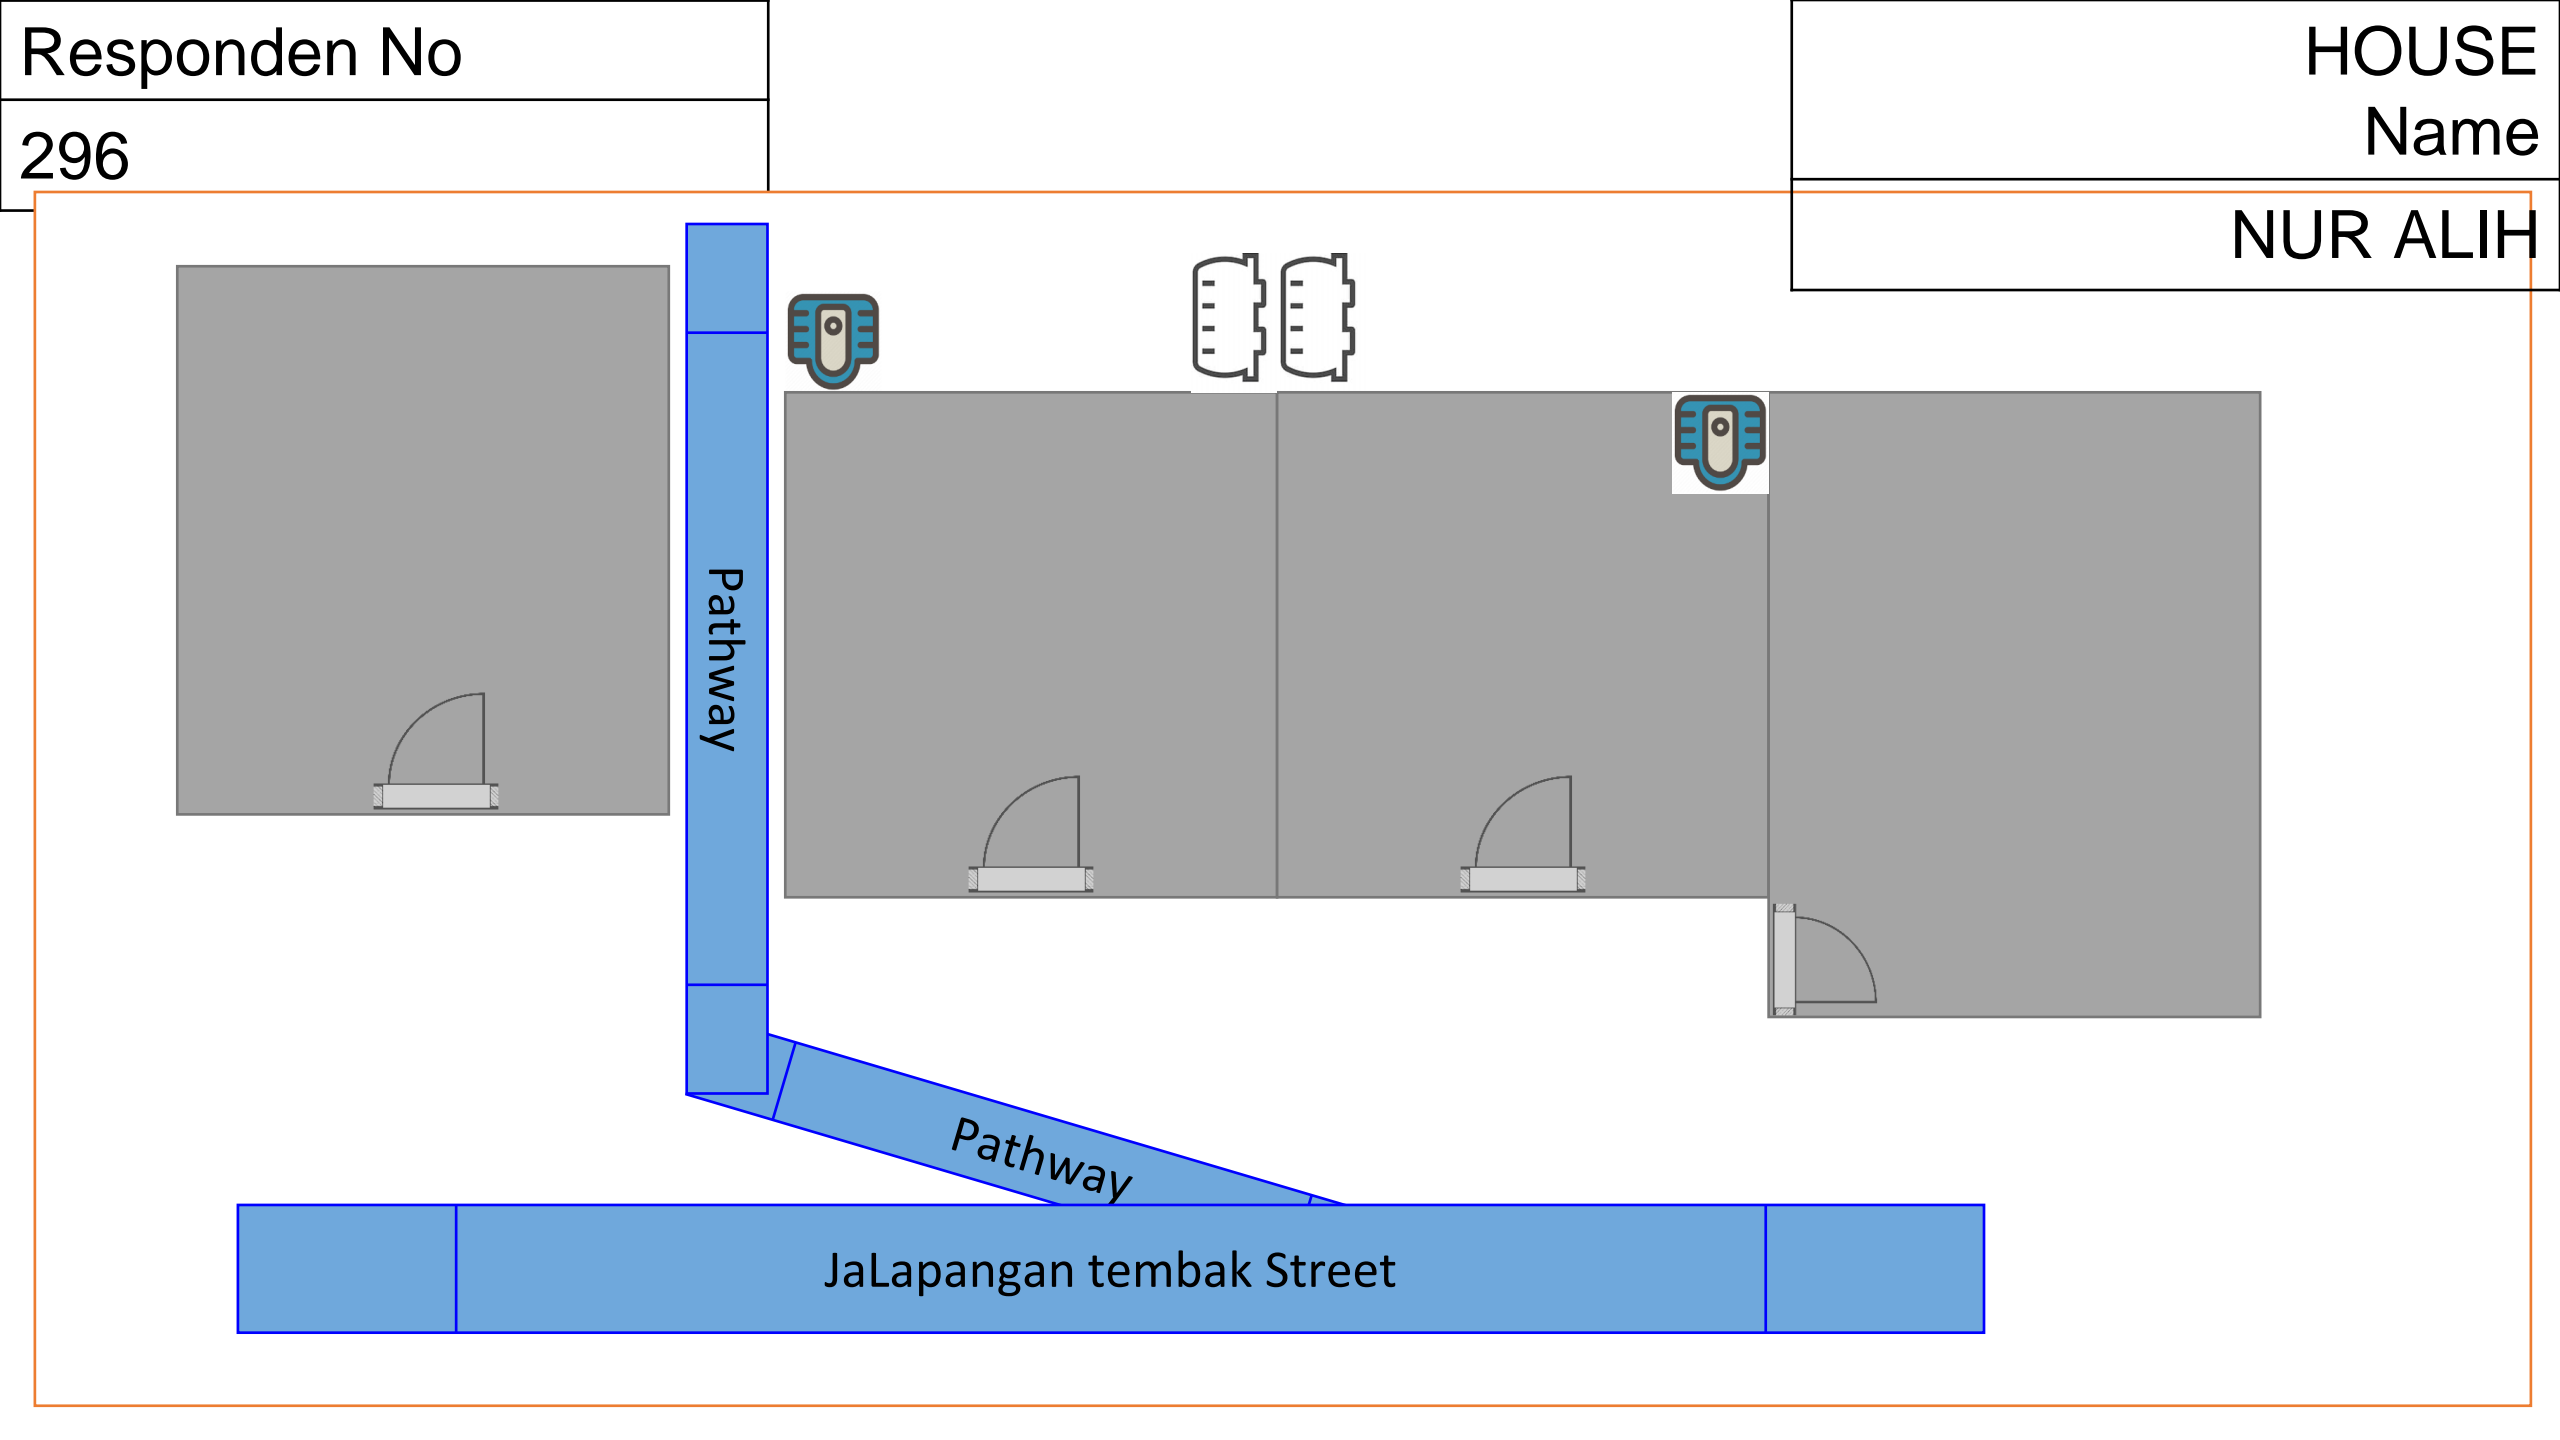 Responden No
296
HOUSE
Name
NUR ALIH
Pathway
Pathway
JaLapangan tembak Street